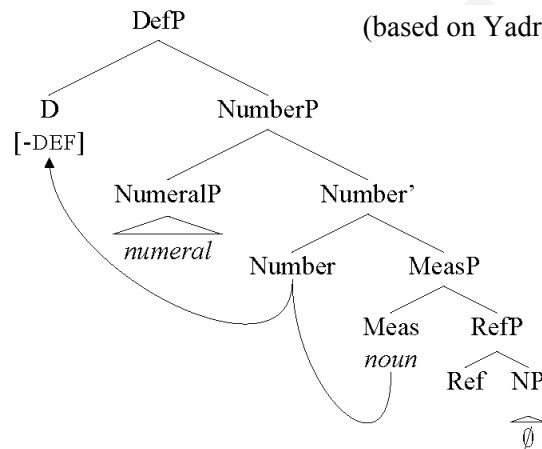 DefP (based on Yadr
D NumberP
[-DEF]
NumeralP Number'
numeral Number MeasP
Meas RefP
noun Ref NP
∅